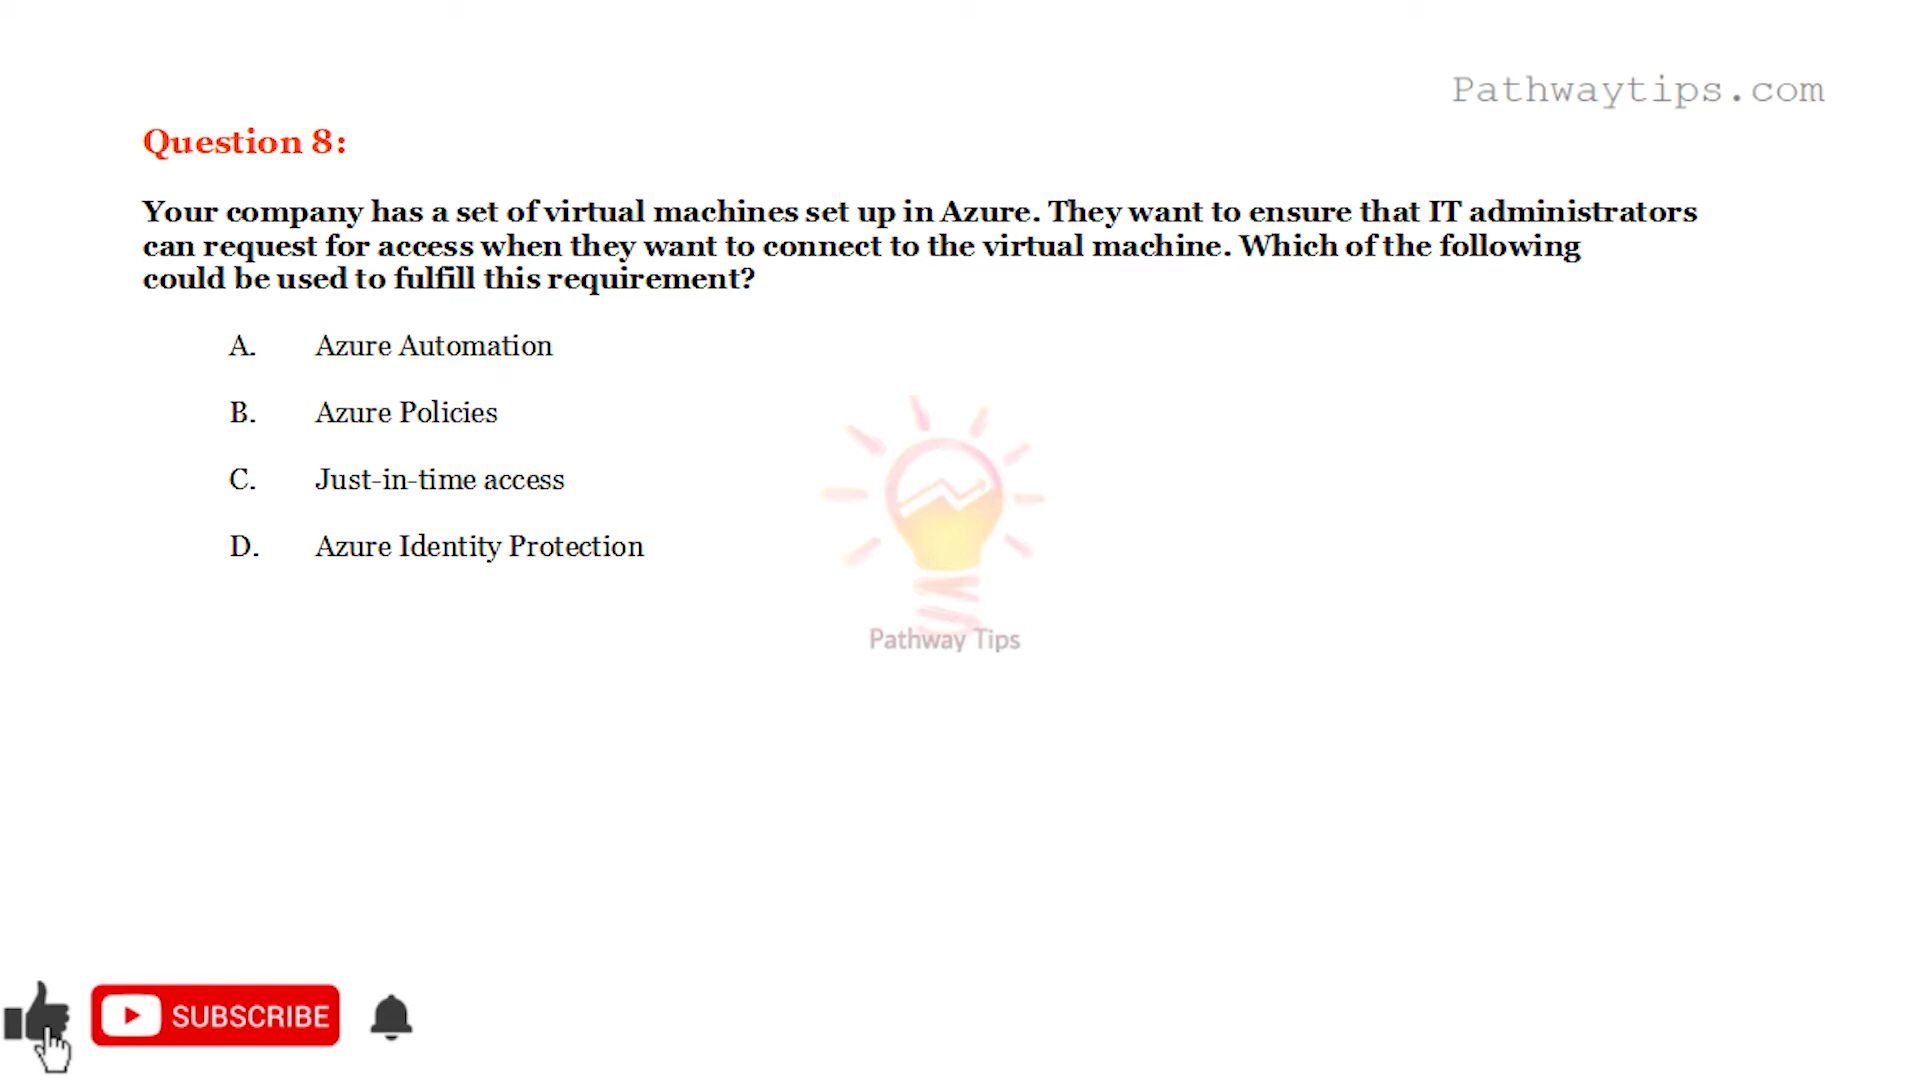 Pathwaytips.com
Question 8:
Your company has a set of virtual machines set up in Azure. They want to ensure that IT administrators
can request for access when they want to connect to the virtual machine. Which of the following
could be used to fulfill this requirement?
A. Azure Automation
B. Azure Policies
C. Just-in-time access
D. Azure Identity Protection
Pathway Tips
SUBSCRIBE